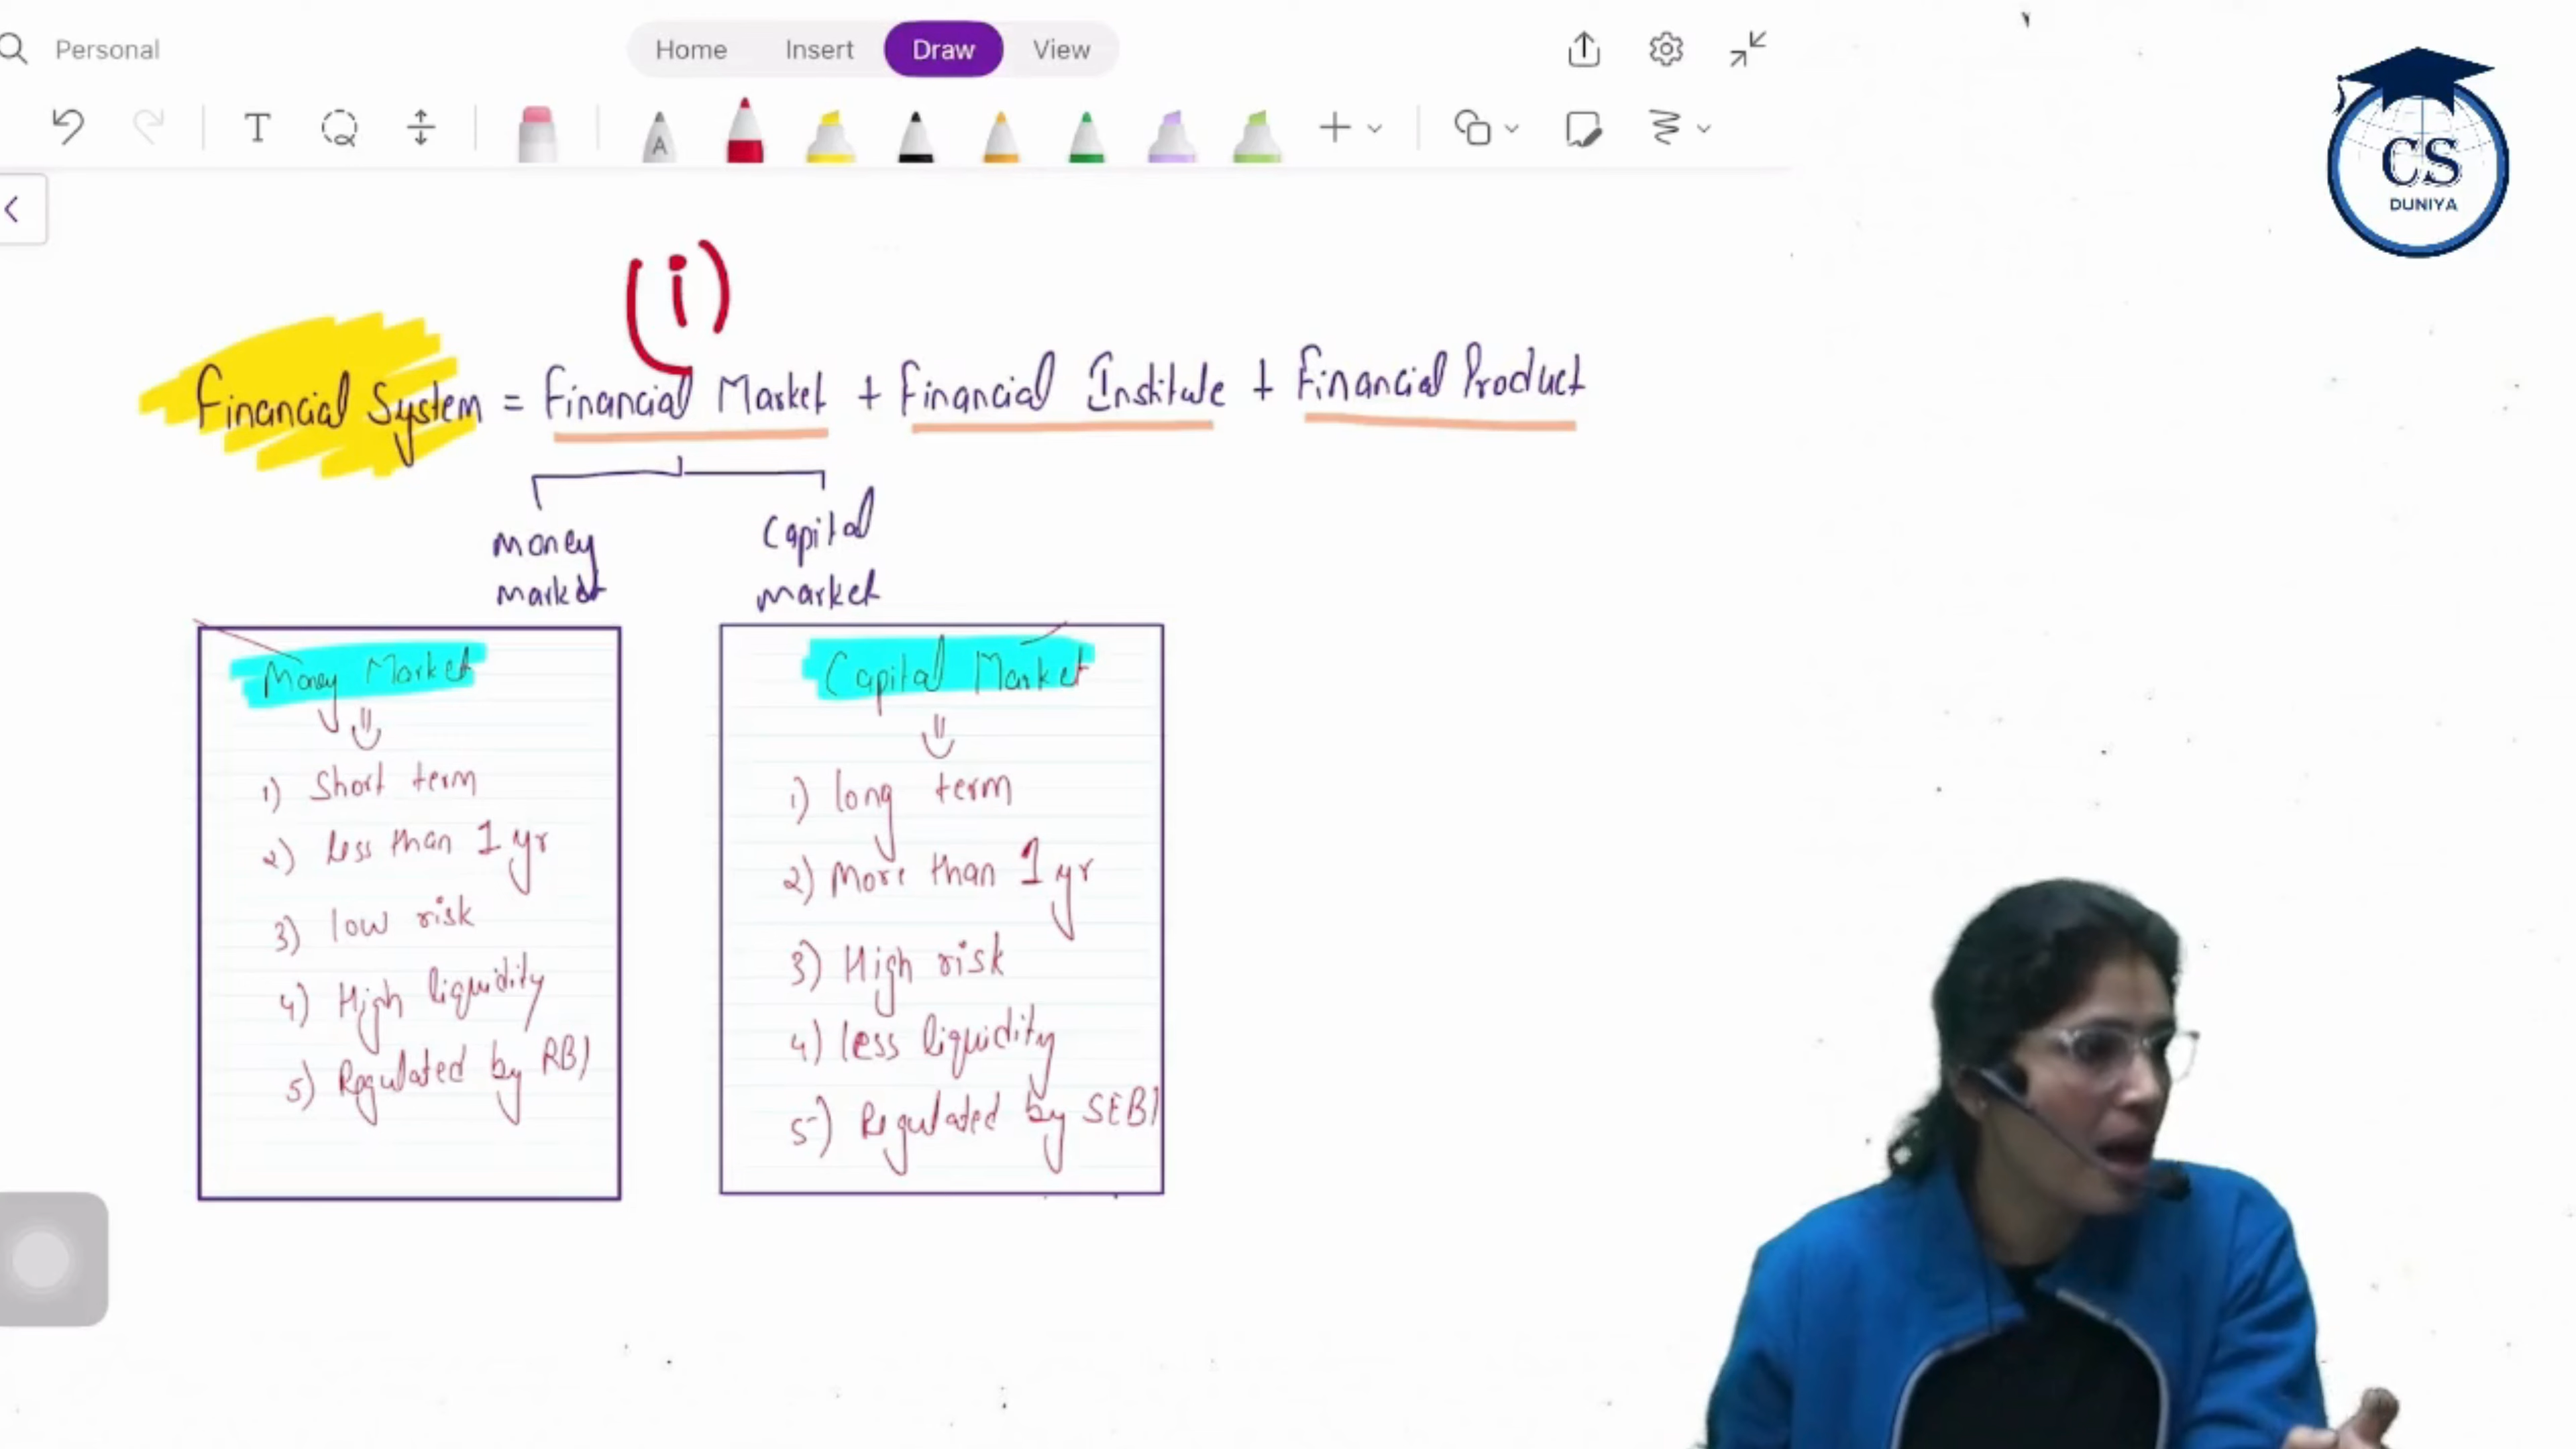 Personal
Home Insert Draw View
T A
CS
DUNIYA
(i)
Financial System = Financial Market + Financial Institute + Financial Product
Money market
Capital market
Money Market
1) Short term
2) Less than 1 yr
3) low risk
4) High liquidity
5) Regulated by RBI
Capital Market
1) long term
2) More than 1 yr
3) High risk
4) less liquidity
5) Regulated by SEBI